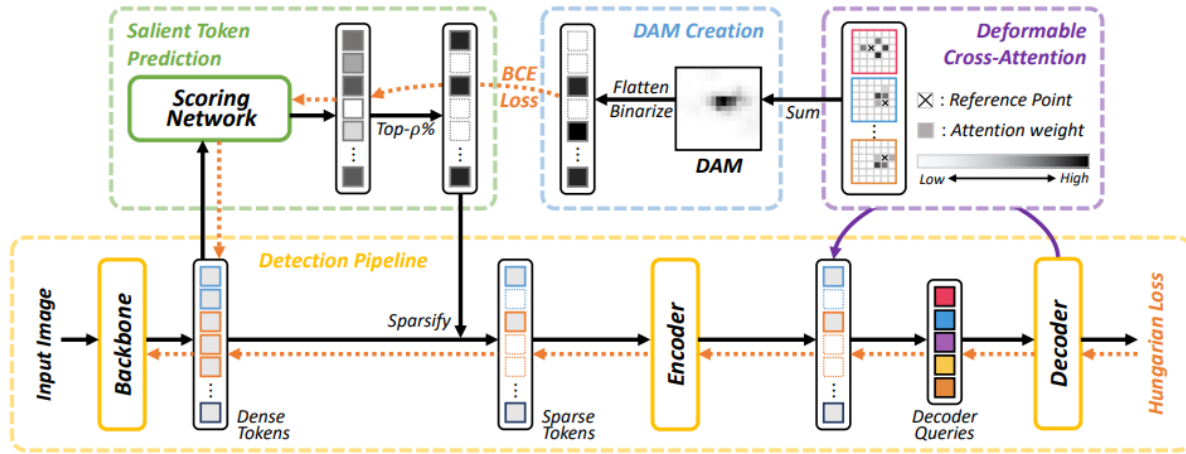 Salient Token
Prediction
Scoring
Network
Top-ρ%
BCE
Loss
DAM Creation
Flatten
Binarize
DAM
Sum
Deformable
Cross-Attention
: Reference Point
: Attention weight
Low
High
Detection Pipeline
Input Image
Backbone
Dense
Tokens
Sparsify
Sparse
Tokens
Encoder
Decoder
Queries
Decoder
Hungarian Loss